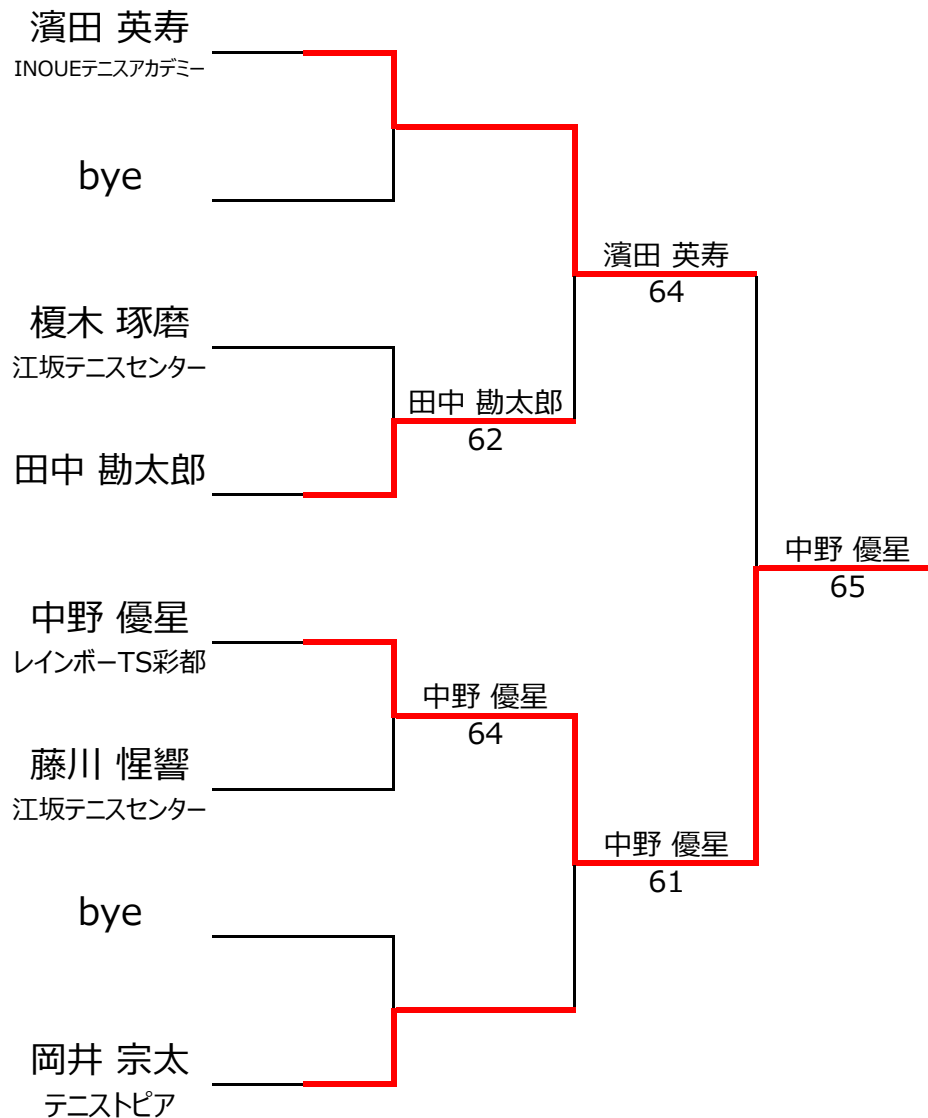 濱田 英寿
INOUEテニスアカデミー
bye
榎木 琢磨
江坂テニスセンター
田中 勘太郎
中野 優星
レインボーTS彩都
藤川 惺響
江坂テニスセンター
bye
岡井 宗太
テニストピア
田中 勘太郎
62
中野 優星
64
濱田 英寿
64
中野 優星
61
中野 優星
65